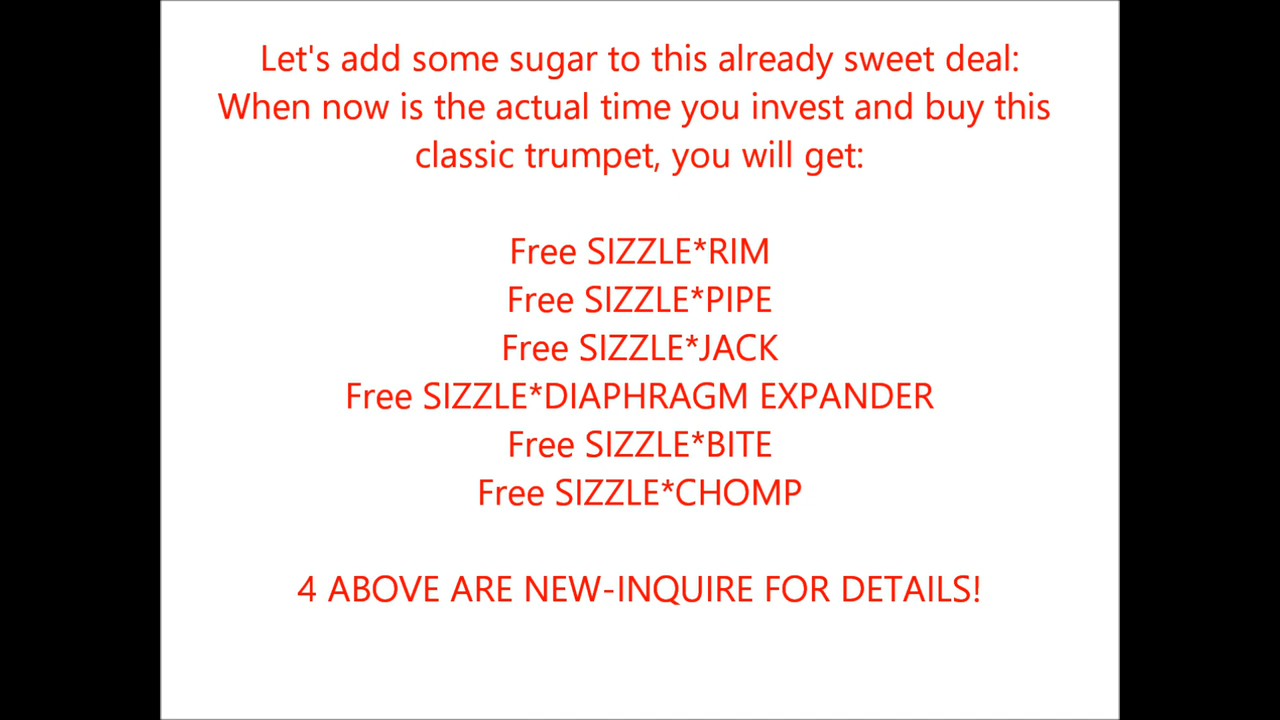 Let's add some sugar to this already sweet deal:
When now is the actual time you invest and buy this
classic trumpet, you will get:
Free SIZZLE*RIM
Free SIZZLE*PIPE
Free SIZZLE*JACK
Free SIZZLE*DIAPHRAGM EXPANDER
Free SIZZLE*BITE
Free SIZZLE*CHOMP
4 ABOVE ARE NEW-INQUIRE FOR DETAILS!